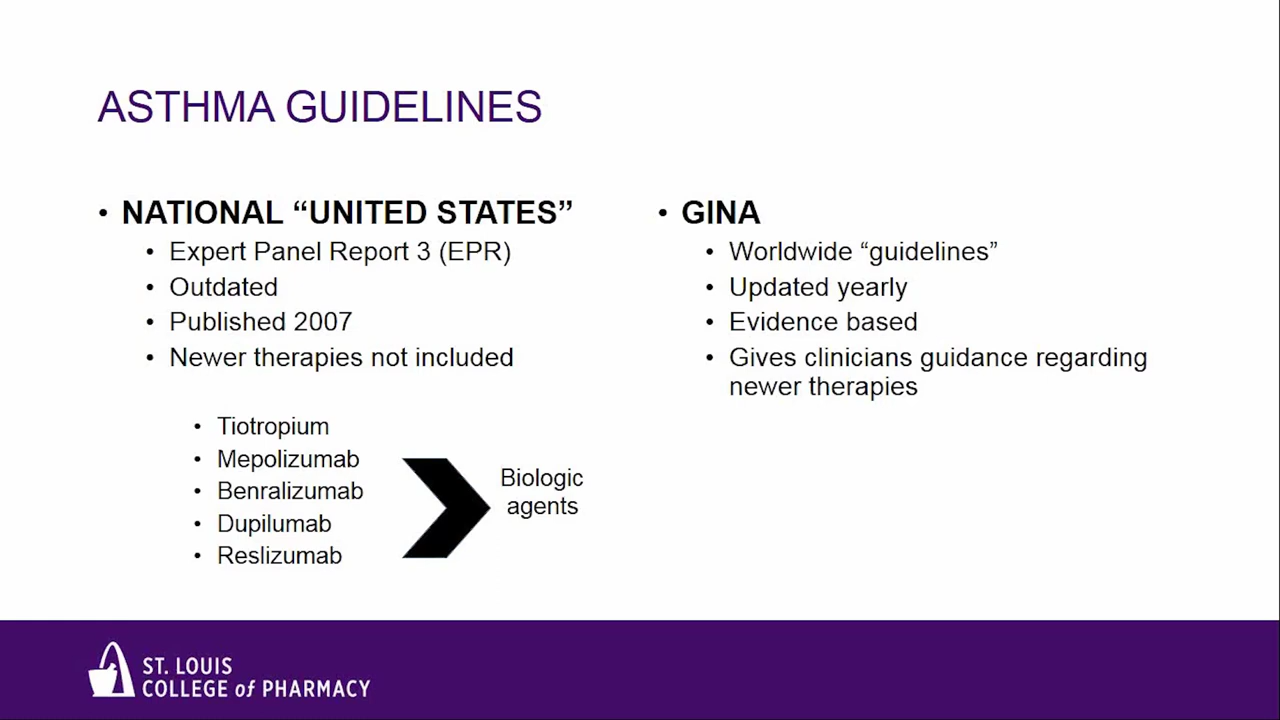 ASTHMA GUIDELINES
• NATIONAL “UNITED STATES”
• Expert Panel Report 3 (EPR)
• Outdated
• Published 2007
• Newer therapies not included
• Tiotropium
• Mepolizumab
• Benralizumab
• Dupilumab
• Reslizumab
Biologic
agents
• GINA
• Worldwide “guidelines”
• Updated yearly
• Evidence based
• Gives clinicians guidance regarding
newer therapies
ST. LOUIS
COLLEGE of PHARMACY